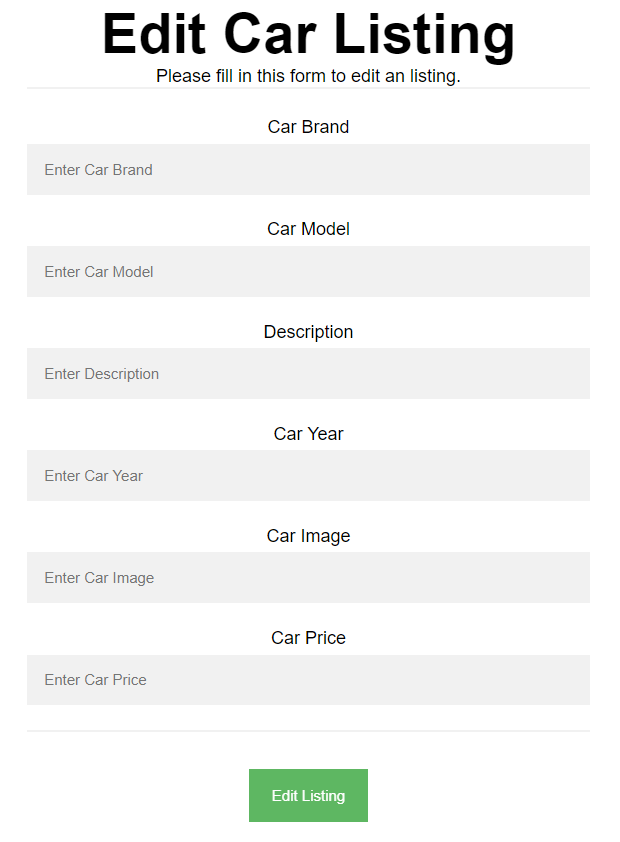 Edit Car Listing
Please fill in this form to edit an listing.
Car Brand
Enter Car Brand
Car Model
Enter Car Model
Description
Enter Description
Car Year
Enter Car Year
Car Image
Enter Car Image
Car Price
Enter Car Price
Edit Listing